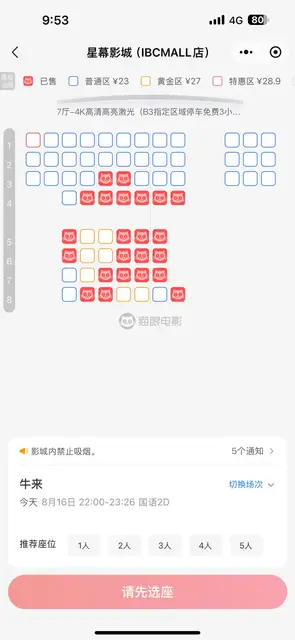 9:53
4G 80
星幕影城（IBCMALL店）
已售 普通区 ¥23 黄金区 ¥27 特惠区 ¥28.9
7厅-4K高清高亮激光（B3指定区域停车免费3小...
1
2
3
4
5
6
7
8
猫眼电影
影城内禁止吸烟。 5个通知
牛来 切换场次
今天 8月16日 22:00-23:26 国语2D
推荐座位 1人 2人 3人 4人 5人
请先选座